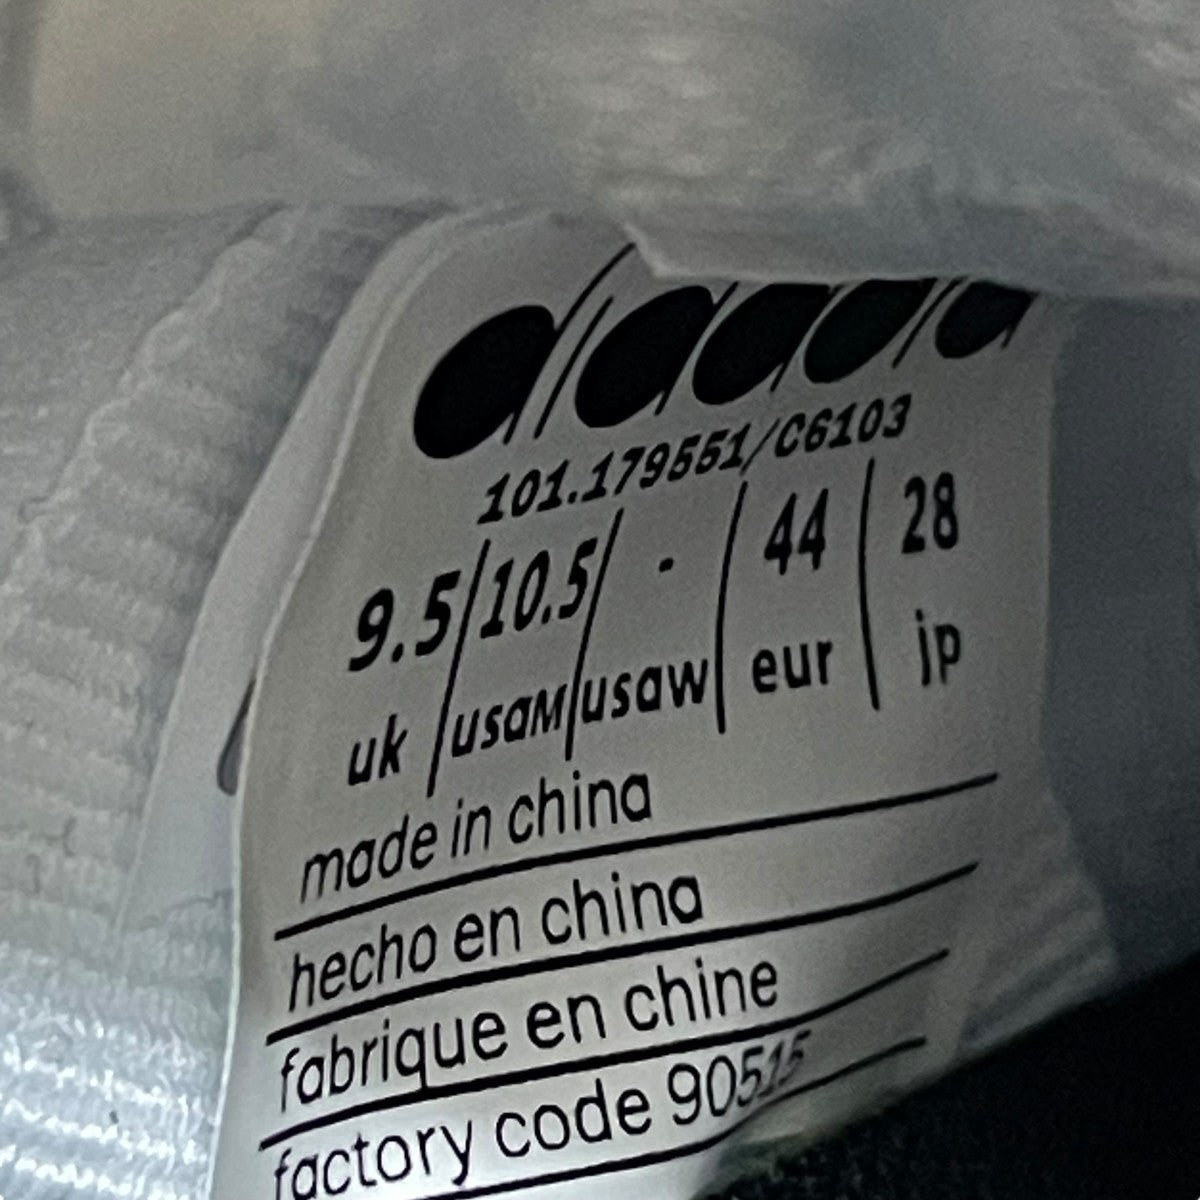 diadora
101.179551/C6103
9.5/10.5/ - / 44 | 28
uk /usaM/usaw| eur | jp
made in china
hecho en china
fabrique en chine
factory code 90515